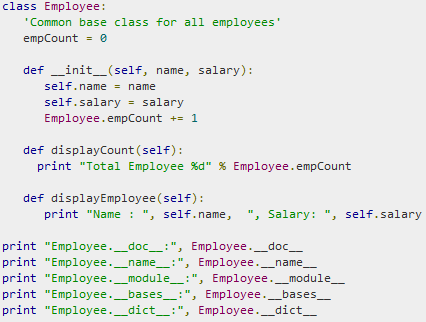 class Employee:
   'Common base class for all employees'
   empCount = 0

   def __init__(self, name, salary):
      self.name = name
      self.salary = salary
      Employee.empCount += 1

   def displayCount(self):
     print "Total Employee %d" % Employee.empCount

   def displayEmployee(self):
      print "Name : ", self.name,  ", Salary: ", self.salary

print "Employee.__doc__:", Employee.__doc__
print "Employee.__name__:", Employee.__name__
print "Employee.__module__:", Employee.__module__
print "Employee.__bases__:", Employee.__bases__
print "Employee.__dict__:", Employee.__dict__